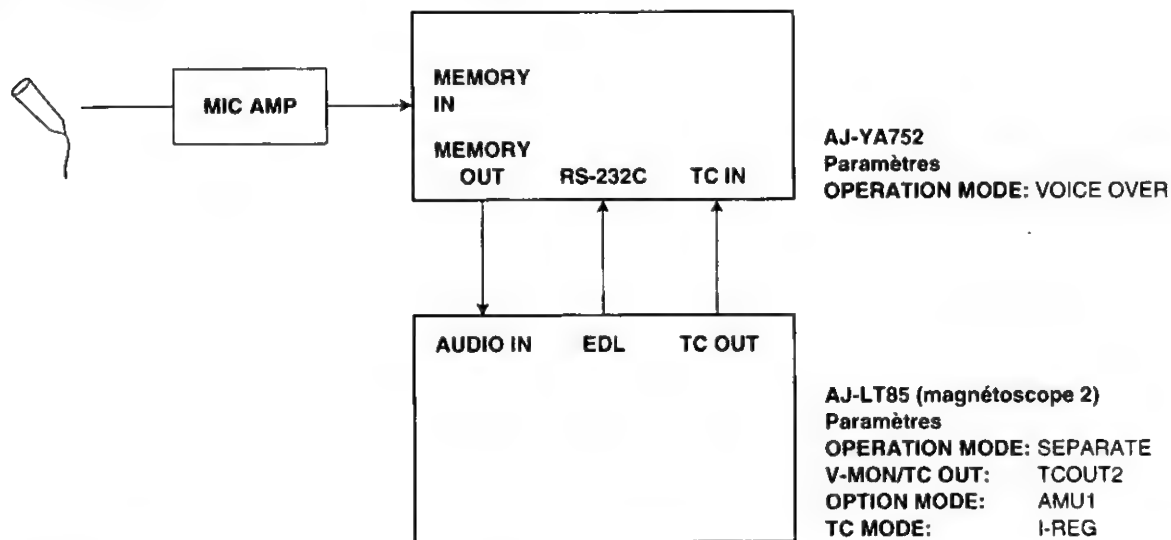 MIC AMP
MEMORY
IN
MEMORY
OUT
RS-232C
TC IN
AJ-YA752
Paramètres
OPERATION MODE: VOICE OVER
AUDIO IN
EDL
TC OUT
AJ-LT85 (magnétoscope 2)
Paramètres
OPERATION MODE: SEPARATE
V-MON/TC OUT: TCOUT2
OPTION MODE: AMU1
TC MODE: I-REG